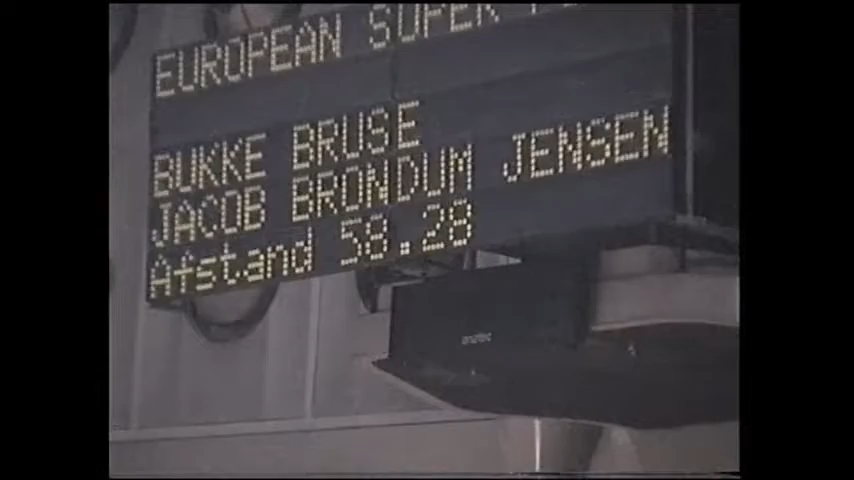 EUROPEAN SUPER
BUKKE BRUSE
JACOB BRONDUM JENSEN
Afstand 58.28